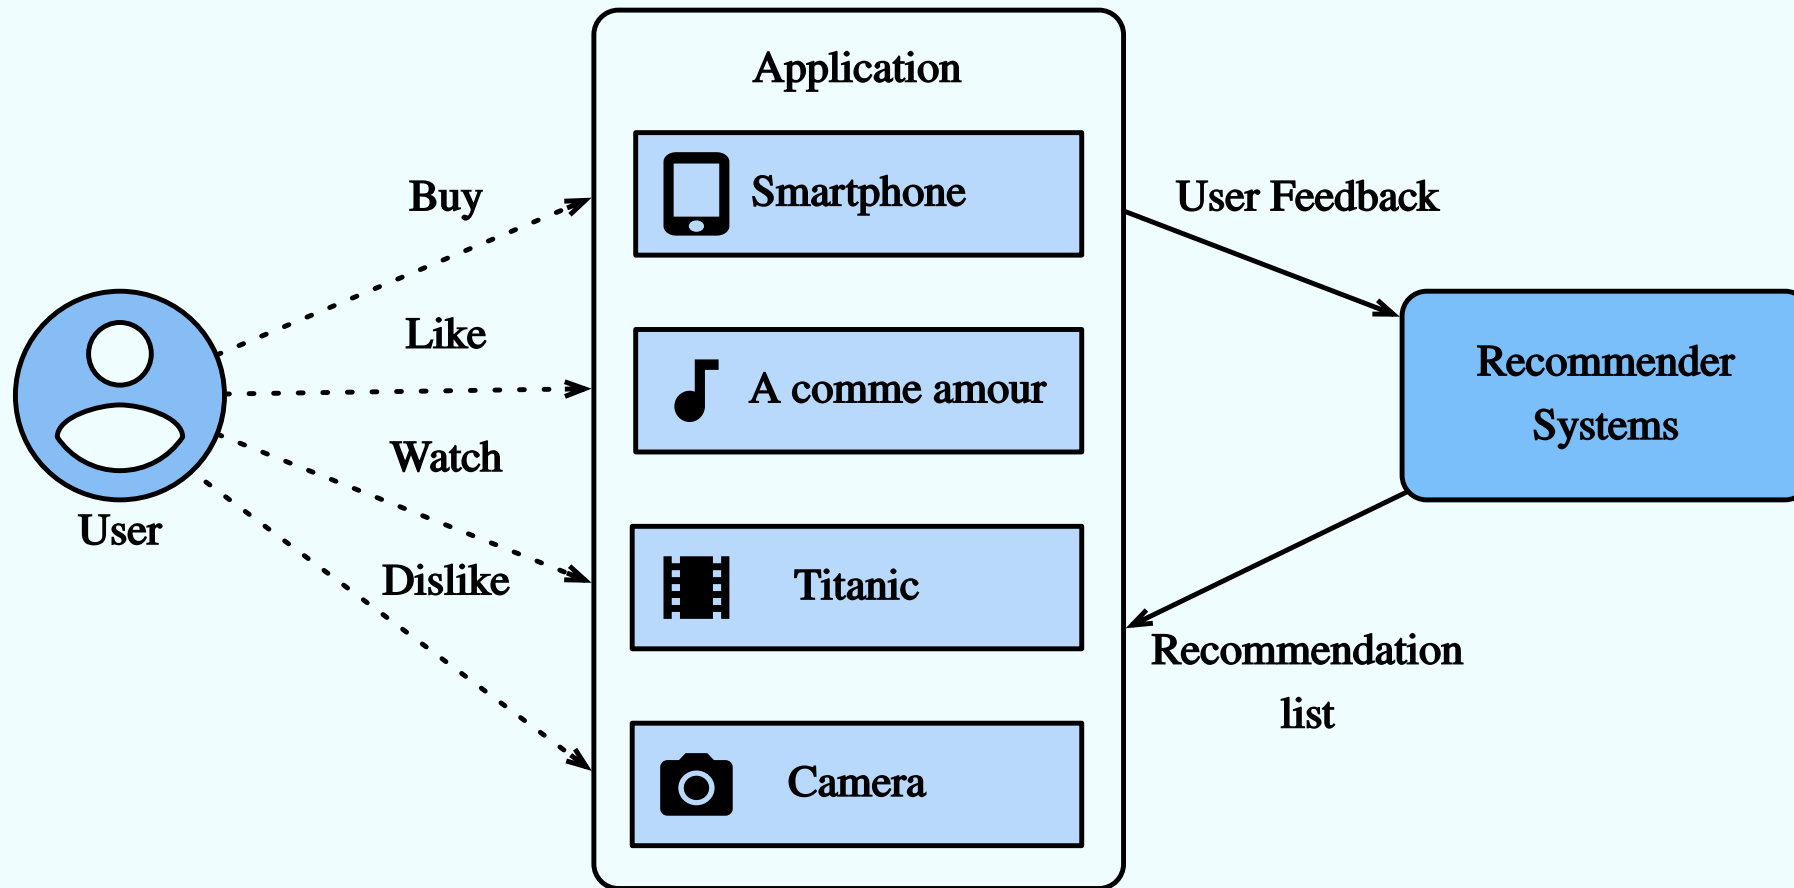 Application
Buy
Smartphone
User Feedback
Like
A comme amour
Recommender
Systems
Watch
User
Dislike
Titanic
Recommendation
list
Camera